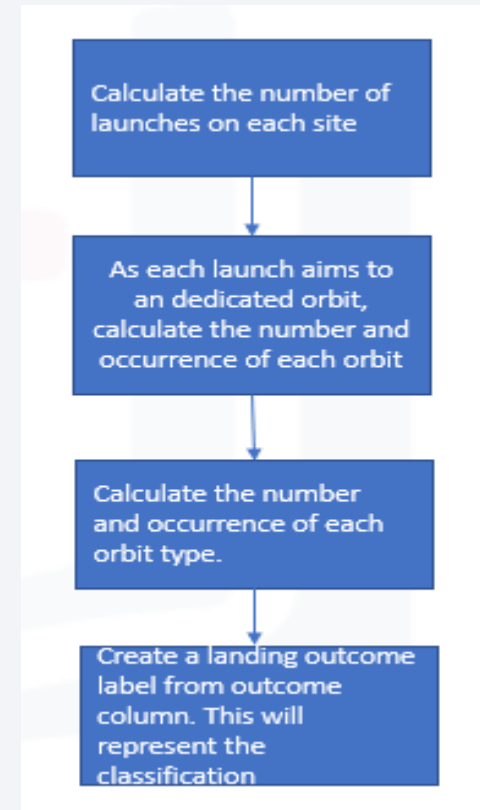 Calculate the number of
launches on each site
As each launch aims to
an dedicated orbit,
calculate the number and
occurrence of each orbit
Calculate the number
and occurrence of each
orbit type.
Create a landing outcome
label from outcome
column. This will
represent the
classification